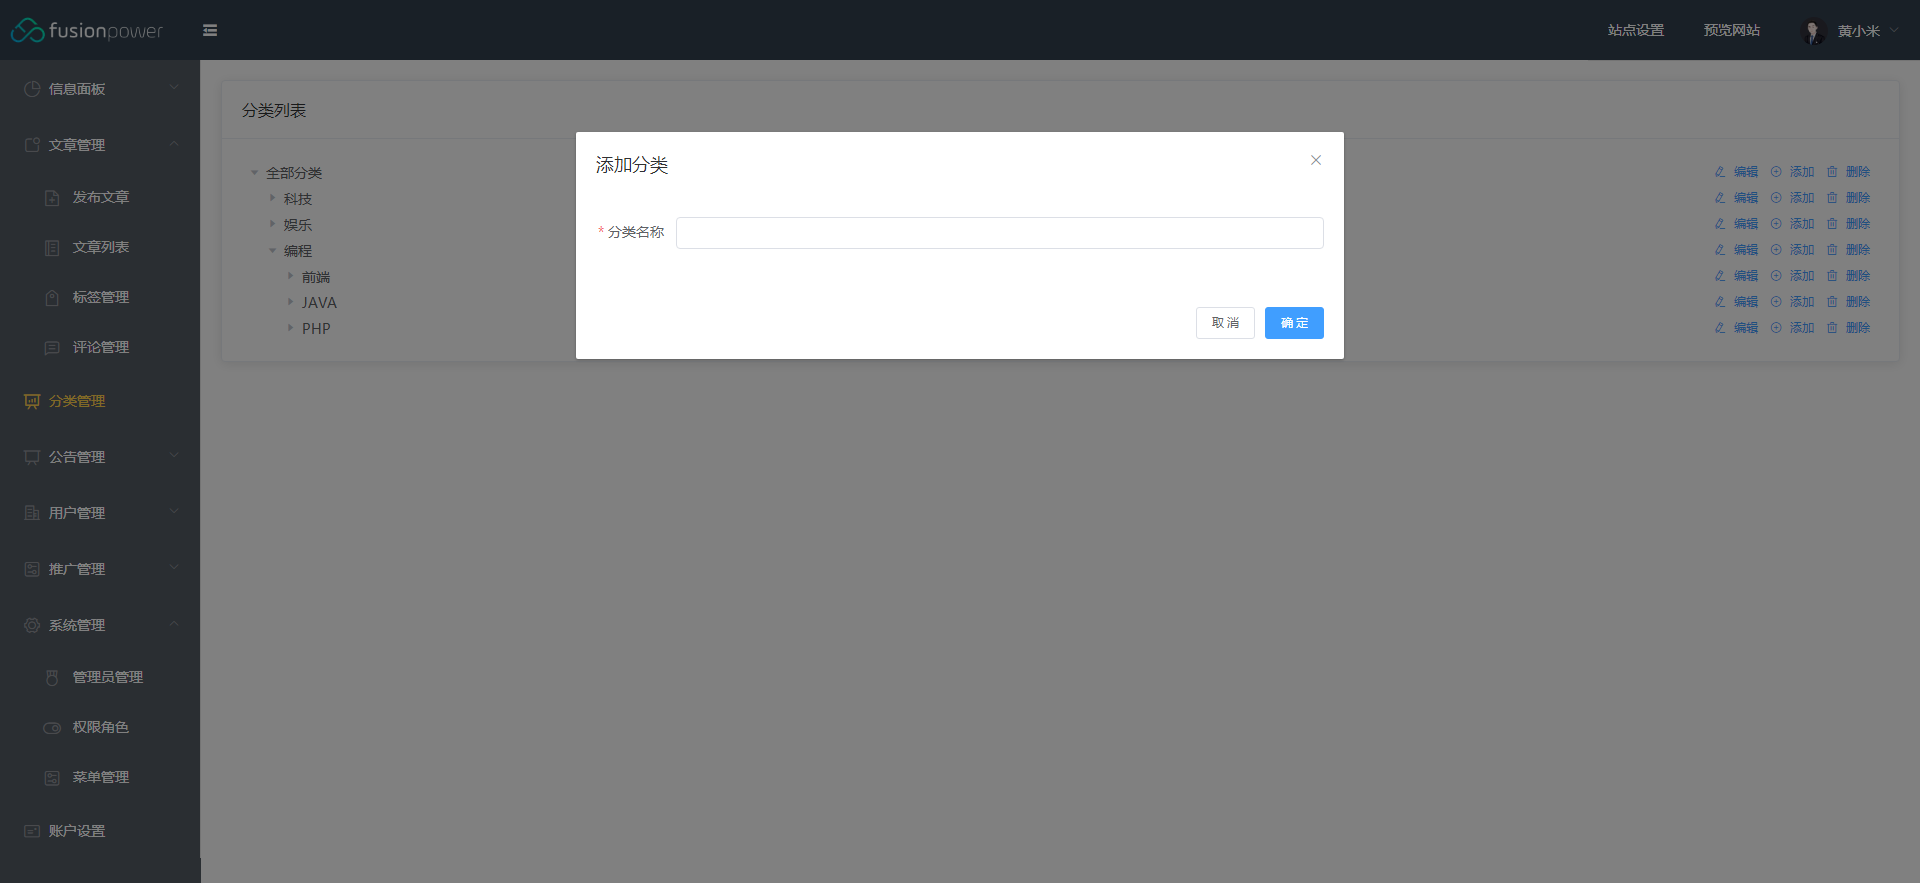 fusionpower
站点设置 预览网站 黄小米
信息面板
文章管理
发布文章
文章列表
标签管理
评论管理
分类管理
公告管理
用户管理
推广管理
系统管理
管理员管理
权限角色
菜单管理
账户设置
分类列表
全部分类 编辑 添加 删除
科技 编辑 添加 删除
娱乐 编辑 添加 删除
编程 编辑 添加 删除
前端 编辑 添加 删除
JAVA 编辑 添加 删除
PHP 编辑 添加 删除
添加分类
* 分类名称
取消 确定